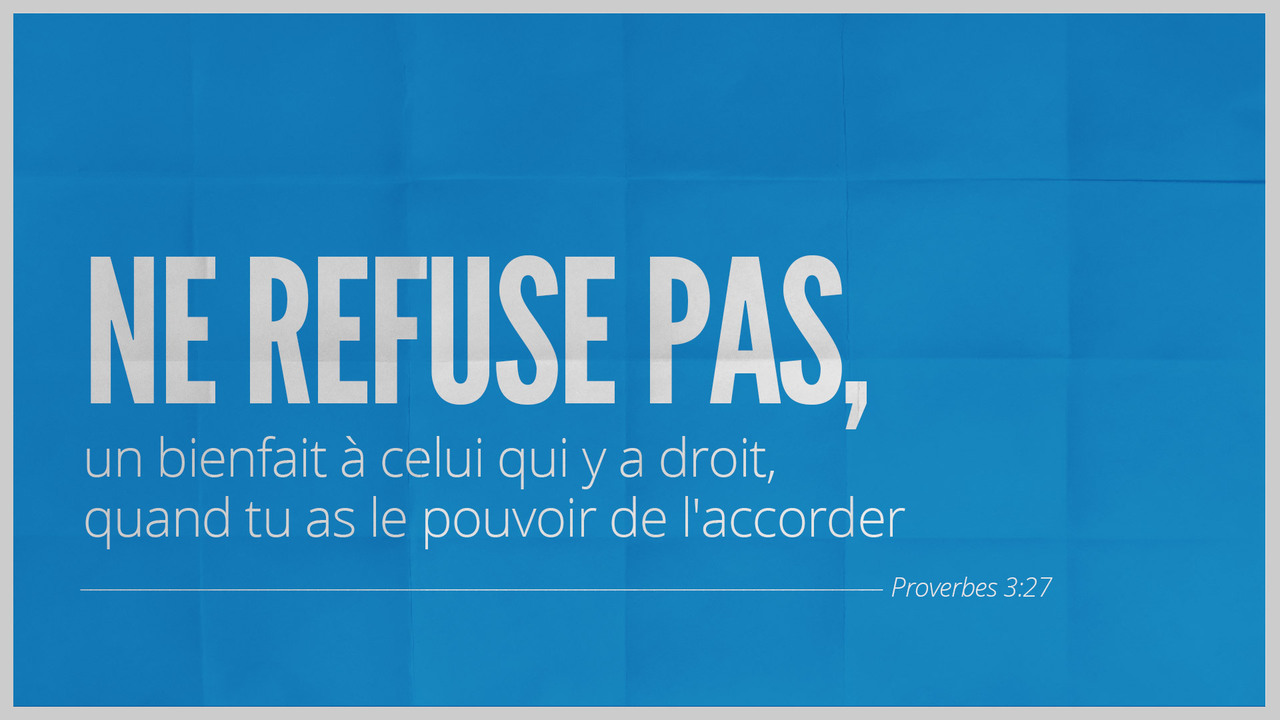 NE REFUSE PAS,
un bienfait à celui qui y a droit,
quand tu as le pouvoir de l'accorder
Proverbes 3:27